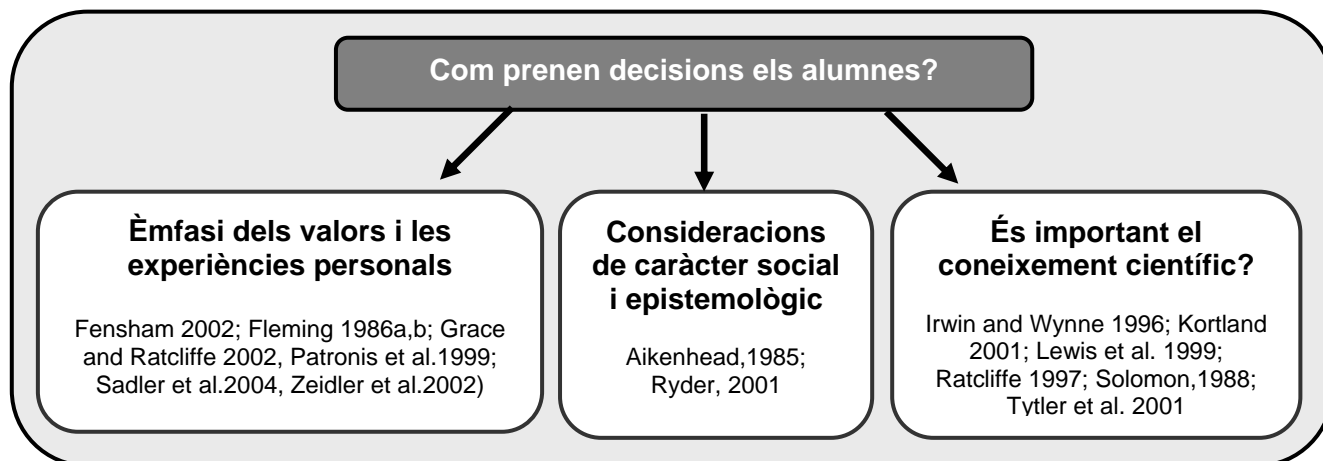 Com prenen decisions els alumnes?
Èmfasi dels valors i les
experiències personals
Fensham 2002; Fleming 1986a,b; Grace
and Ratcliffe 2002, Patronis et al.1999;
Sadler et al.2004, Zeidler et al.2002)
Consideracions
de caràcter social
i epistemològic
Aikenhead,1985;
Ryder, 2001
És important el
coneixement científic?
Irwin and Wynne 1996; Kortland
2001; Lewis et al. 1999;
Ratcliffe 1997; Solomon,1988;
Tytler et al. 2001